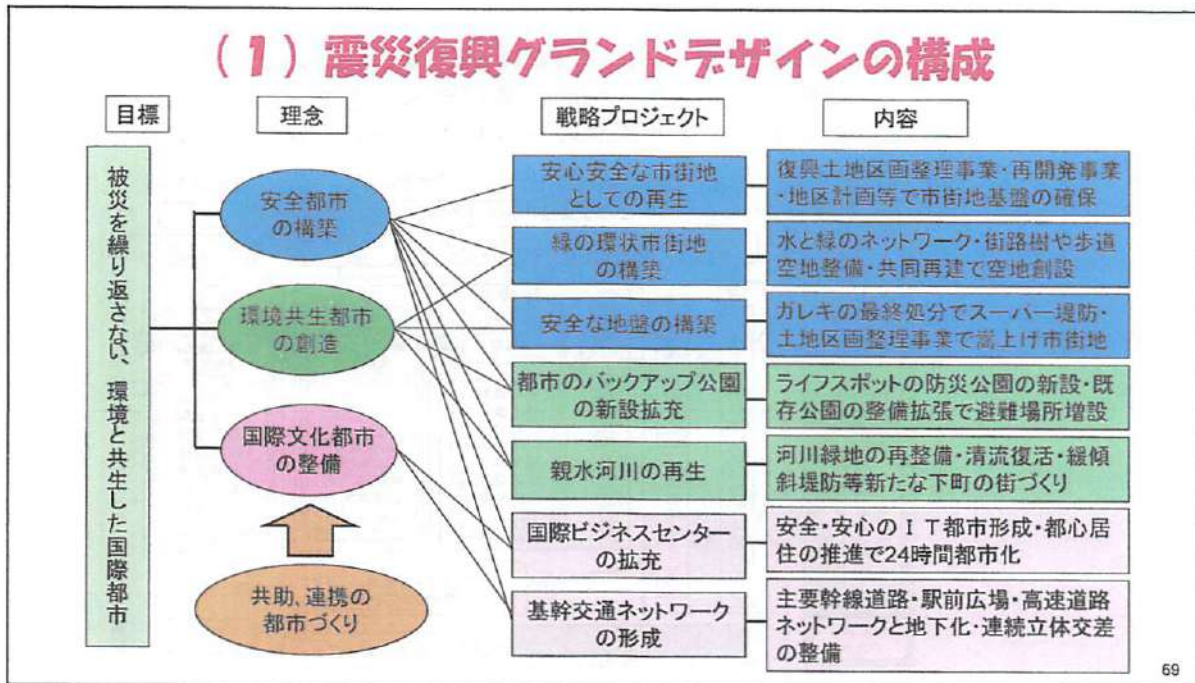 (1)震災復興グランドデザインの構成
目標
理念
戦略プロジェクト
内容
被災を繰り返さない、環境と共生した国際都市
安全都市
の構築
環境共生都市
の創造
国際文化都市
の整備
共助、連携の
都市づくり
安心安全な市街地
としての再生
復興土地区画整理事業・再開発事業
・地区計画等で市街地基盤の確保
緑の環状市街地
の構築
水と緑のネットワーク・街路樹や歩道
空地整備・共同再建で空地創設
安全な地盤の構築
ガレキの最終処分でスーパー堤防・
土地区画整理事業で嵩上げ市街地
都市のバックアップ公園
の新設拡充
ライフスポットの防災公園の新設・既
存公園の整備拡張で避難場所増設
親水河川の再生
河川緑地の再整備・清流復活・緩傾
斜堤防等新たな下町の街づくり
国際ビジネスセンター
の拡充
安全・安心のIT都市形成・都心居
住の推進で24時間都市化
基幹交通ネットワーク
の形成
主要幹線道路・駅前広場・高速道路
ネットワークと地下化・連続立体交差
の整備
69